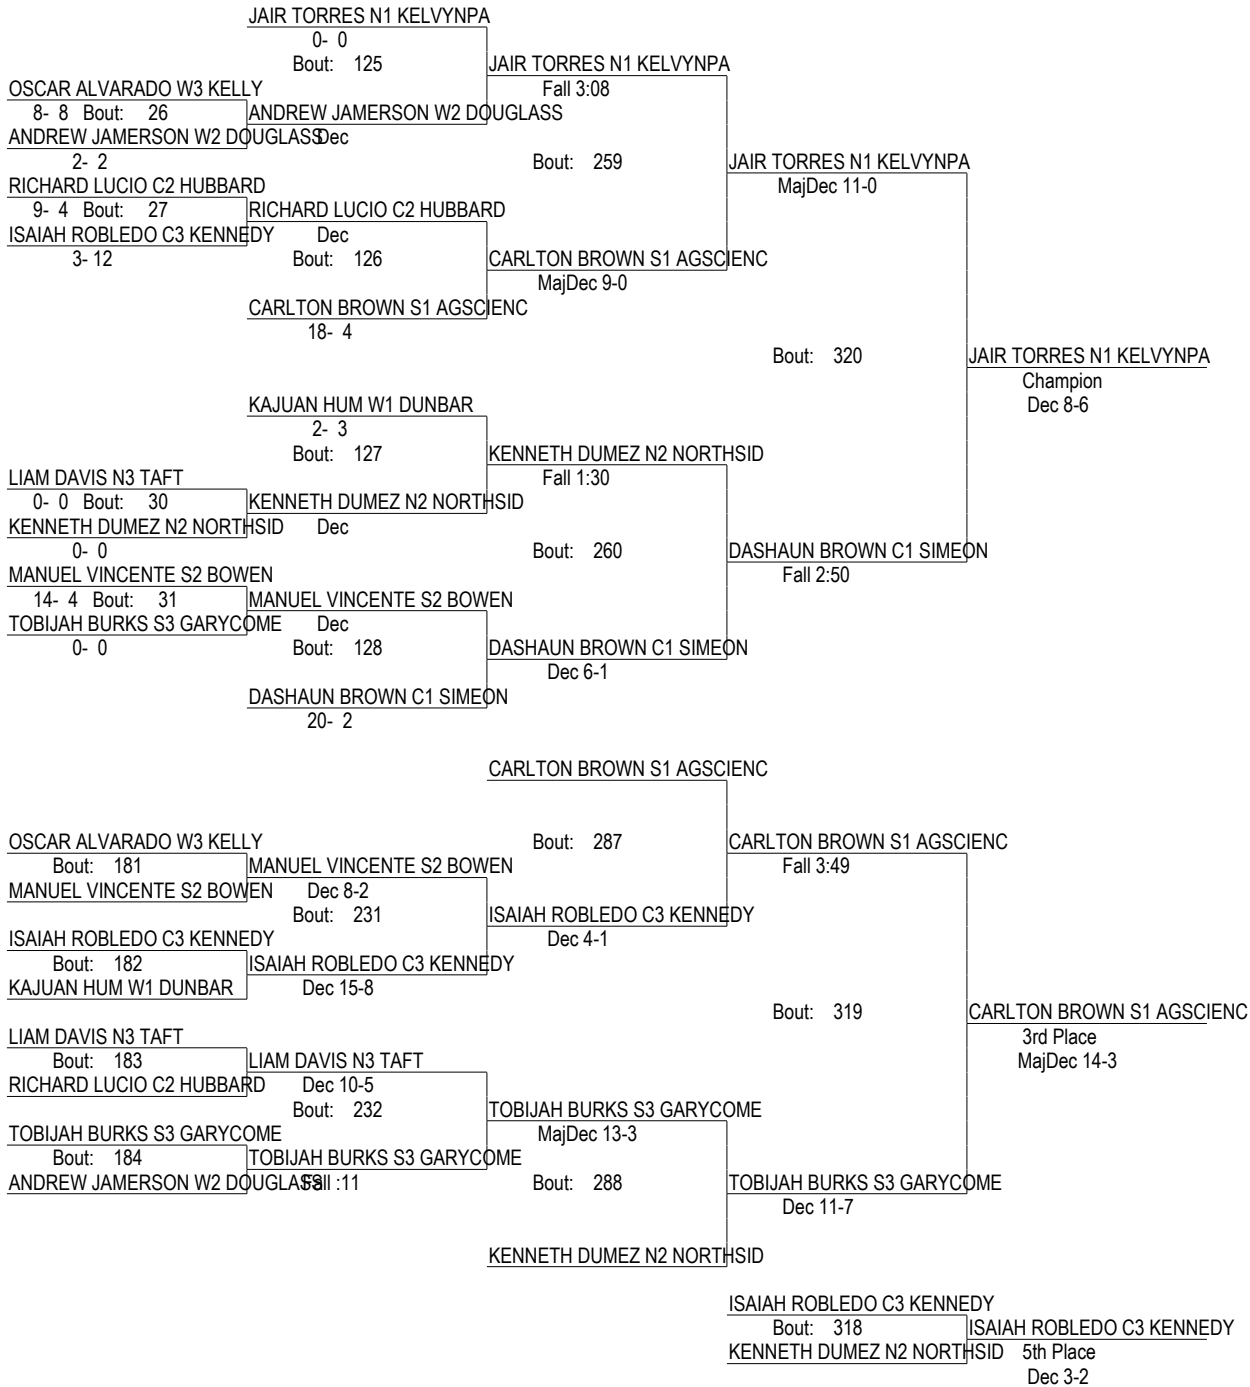 JAIR TORRES N1 KELVYNPA
0- 0
Bout: 125
JAIR TORRES N1 KELVYNPA
OSCAR ALVARADO W3 KELLY
Fall 3:08
8- 8 Bout: 26
ANDREW JAMERSON W2 DOUGLASS
ANDREW JAMERSON W2 DOUGLASS
Dec
2- 2
Bout: 259
JAIR TORRES N1 KELVYNPA
RICHARD LUCIO C2 HUBBARD
MajDec 11-0
9- 4 Bout: 27
RICHARD LUCIO C2 HUBBARD
ISAIAH ROBLEDO C3 KENNEDY
Dec
3- 12
Bout: 126
CARLTON BROWN S1 AGSCIENC
MajDec 9-0
CARLTON BROWN S1 AGSCIENC
18- 4
Bout: 320
JAIR TORRES N1 KELVYNPA
Champion
Dec 8-6
KAJUAN HUM W1 DUNBAR
2- 3
Bout: 127
KENNETH DUMEZ N2 NORTHSID
LIAM DAVIS N3 TAFT
Fall 1:30
0- 0 Bout: 30
KENNETH DUMEZ N2 NORTHSID
KENNETH DUMEZ N2 NORTHSID
Dec
0- 0
Bout: 260
DASHAUN BROWN C1 SIMEON
MANUEL VINCENTE S2 BOWEN
Fall 2:50
14- 4 Bout: 31
MANUEL VINCENTE S2 BOWEN
TOBIJAH BURKS S3 GARYCOME
Dec
0- 0
Bout: 128
DASHAUN BROWN C1 SIMEON
Dec 6-1
DASHAUN BROWN C1 SIMEON
20- 2
CARLTON BROWN S1 AGSCIENC
OSCAR ALVARADO W3 KELLY
Bout: 287
CARLTON BROWN S1 AGSCIENC
Bout: 181
MANUEL VINCENTE S2 BOWEN
Fall 3:49
MANUEL VINCENTE S2 BOWEN
Dec 8-2
Bout: 231
ISAIAH ROBLEDO C3 KENNEDY
ISAIAH ROBLEDO C3 KENNEDY
Dec 4-1
Bout: 182
ISAIAH ROBLEDO C3 KENNEDY
KAJUAN HUM W1 DUNBAR
Dec 15-8
Bout: 319
CARLTON BROWN S1 AGSCIENC
LIAM DAVIS N3 TAFT
3rd Place
Bout: 183
LIAM DAVIS N3 TAFT
MajDec 14-3
RICHARD LUCIO C2 HUBBARD
Dec 10-5
Bout: 232
TOBIJAH BURKS S3 GARYCOME
TOBIJAH BURKS S3 GARYCOME
MajDec 13-3
Bout: 184
TOBIJAH BURKS S3 GARYCOME
ANDREW JAMERSON W2 DOUGLASS
Fall :11
Bout: 288
TOBIJAH BURKS S3 GARYCOME
Dec 11-7
KENNETH DUMEZ N2 NORTHSID
ISAIAH ROBLEDO C3 KENNEDY
Bout: 318
ISAIAH ROBLEDO C3 KENNEDY
KENNETH DUMEZ N2 NORTHSID
5th Place
Dec 3-2